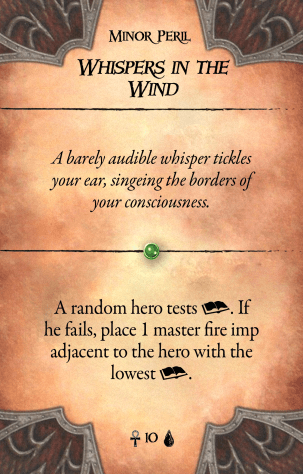 Minor Peril
Whispers in the
Wind
A barely audible whisper tickles
your ear, singeing the borders of
your consciousness.
A random hero tests . If
he fails, place 1 master fire imp
adjacent to the hero with the
lowest .
10